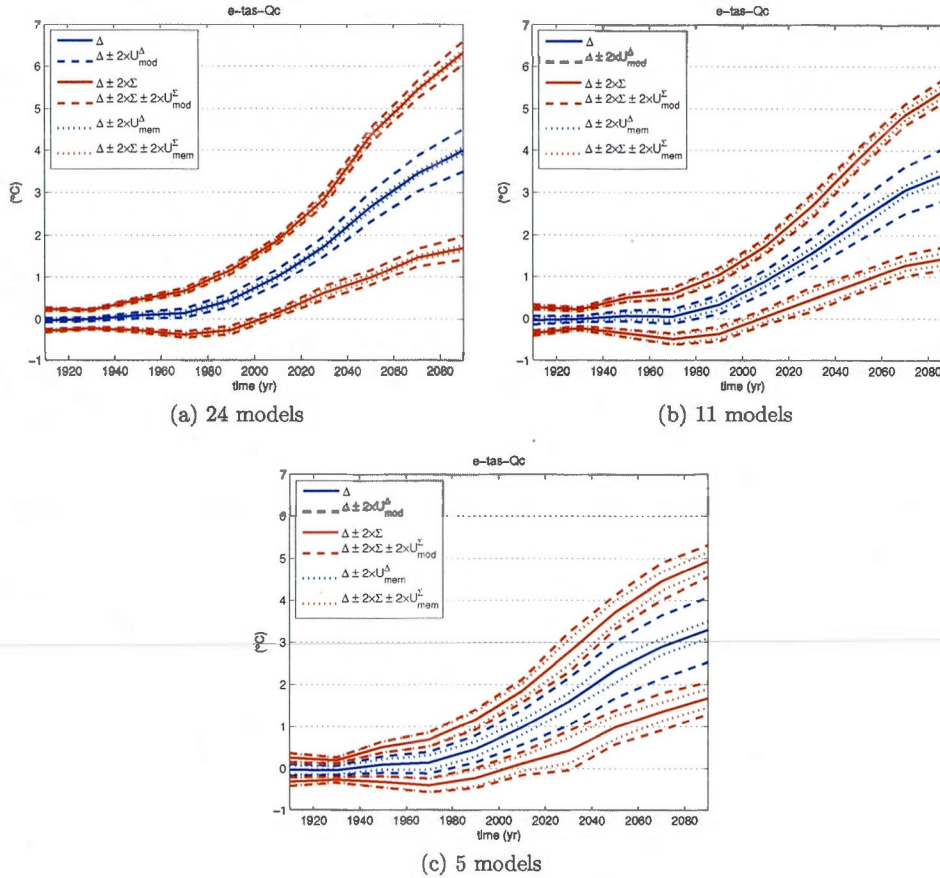 e-tas-Qc
Δ
Δ ± 2×U^Δ_mod
Δ ± 2×Σ
Δ ± 2×Σ ± 2×U^Σ_mod
Δ ± 2×U^Δ_mem
Δ ± 2×Σ ± 2×U^Σ_mem
(°C)
7
6
5
4
3
2
1
0
−1
1920 1940 1960 1980 2000 2020 2040 2060 2080
time (yr)
(a) 24 models
e-tas-Qc
Δ
Δ ± 2×U^Δ_mod
Δ ± 2×Σ
Δ ± 2×Σ ± 2×U^Σ_mod
Δ ± 2×U^Δ_mem
Δ ± 2×Σ ± 2×U^Σ_mem
(°C)
7
6
5
4
3
2
1
0
−1
1920 1940 1960 1980 2000 2020 2040 2060 2080
time (yr)
(b) 11 models
e-tas-Qc
Δ
Δ ± 2×U^Δ_mod
Δ ± 2×Σ
Δ ± 2×Σ ± 2×U^Σ_mod
Δ ± 2×U^Δ_mem
Δ ± 2×Σ ± 2×U^Σ_mem
(°C)
7
6
5
4
3
2
1
0
−1
1920 1940 1960 1980 2000 2020 2040 2060 2080
time (yr)
(c) 5 models